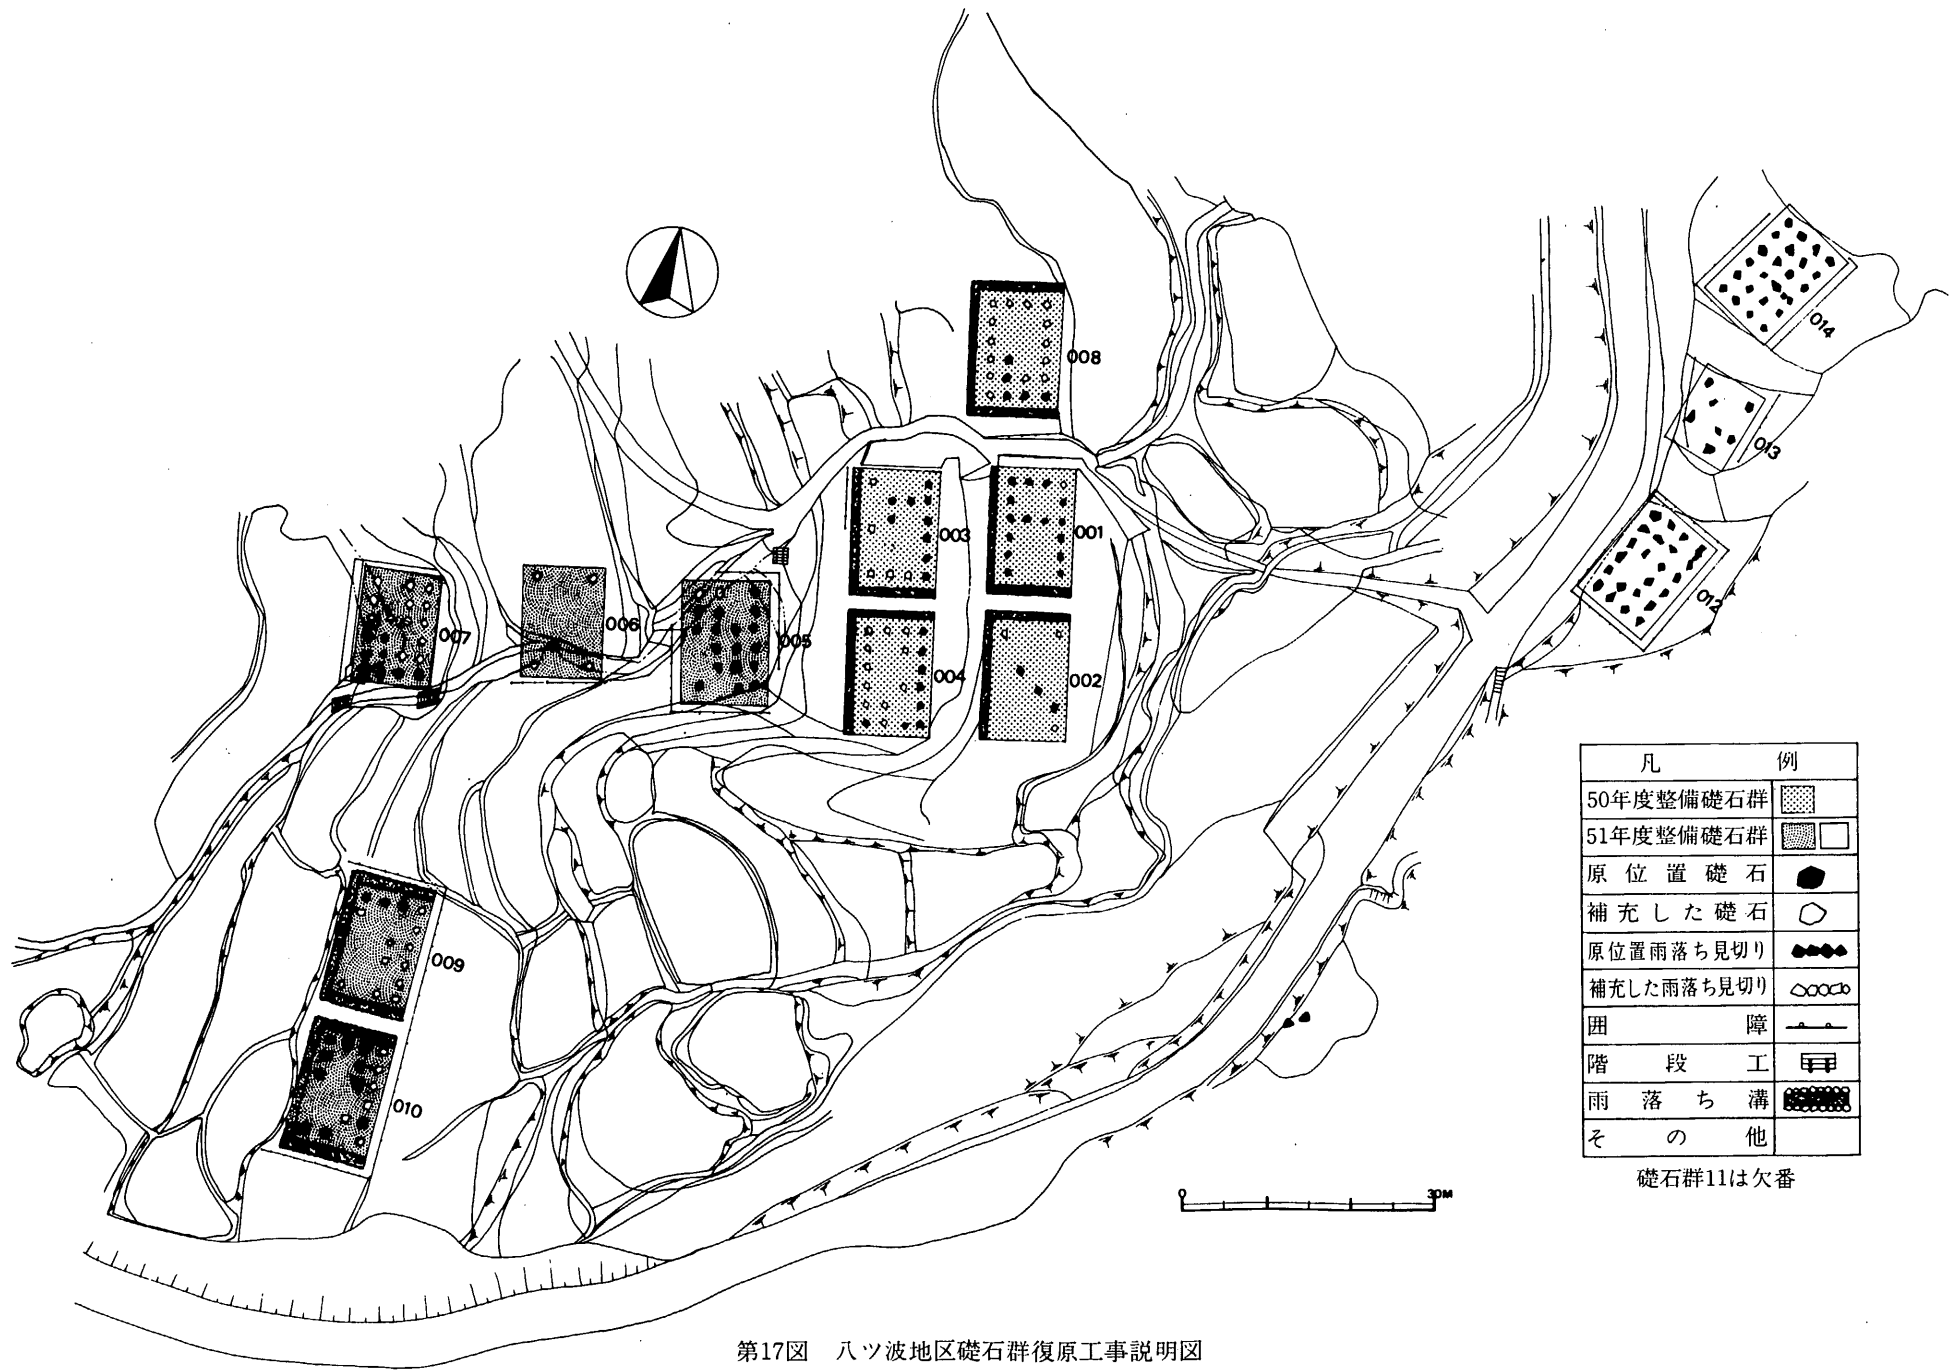 014
008
013
003
001
012
007
006
005
004
002
凡 例
50年度整備礎石群
51年度整備礎石群
原位置礎石
補充した礎石
原位置雨落ち見切り
補充した雨落ち見切り
囲障
階段工
雨落ち溝
その他
礎石群11は欠番
009
010
0 30M
第17図 八ツ波地区礎石群復原工事説明図